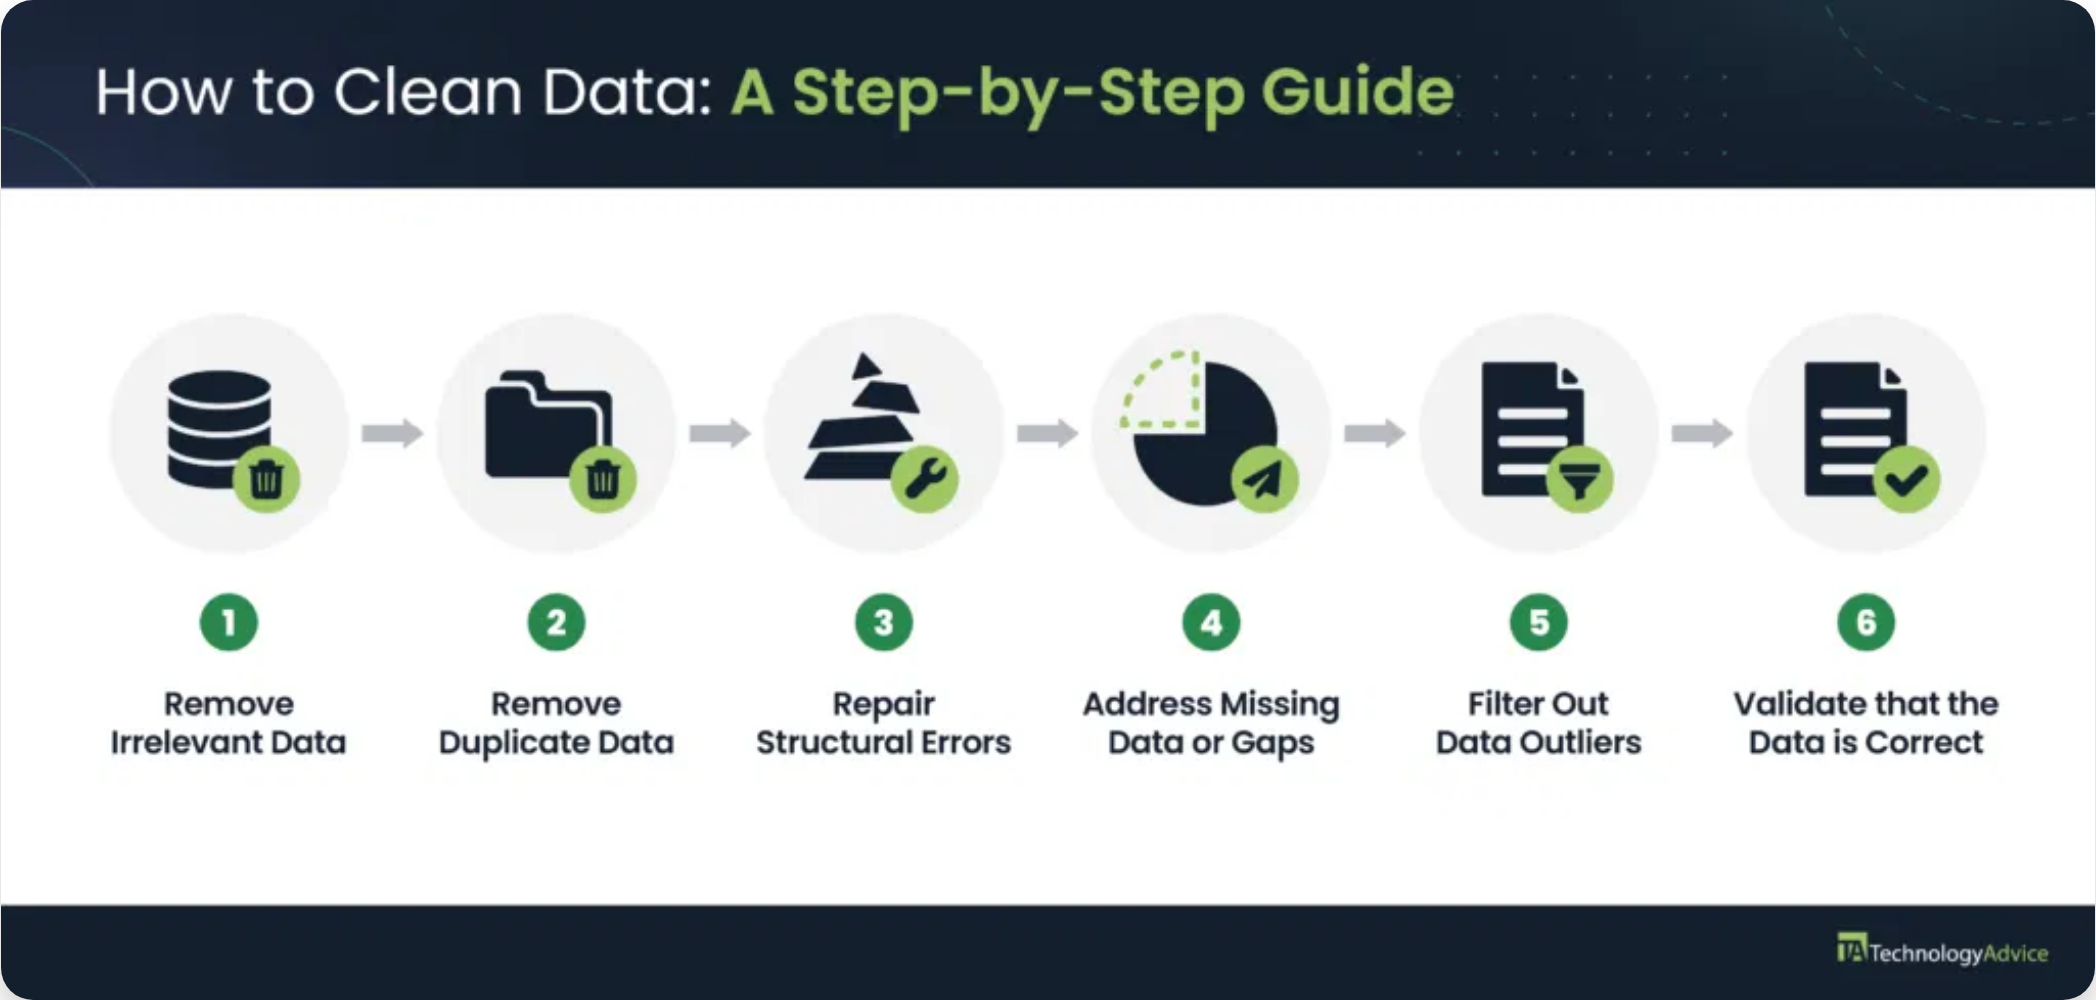 How to Clean Data: A Step-by-Step Guide
1
Remove
Irrelevant Data
2
Remove
Duplicate Data
3
Repair
Structural Errors
4
Address Missing
Data or Gaps
5
Filter Out
Data Outliers
6
Validate that the
Data is Correct
TA TechnologyAdvice